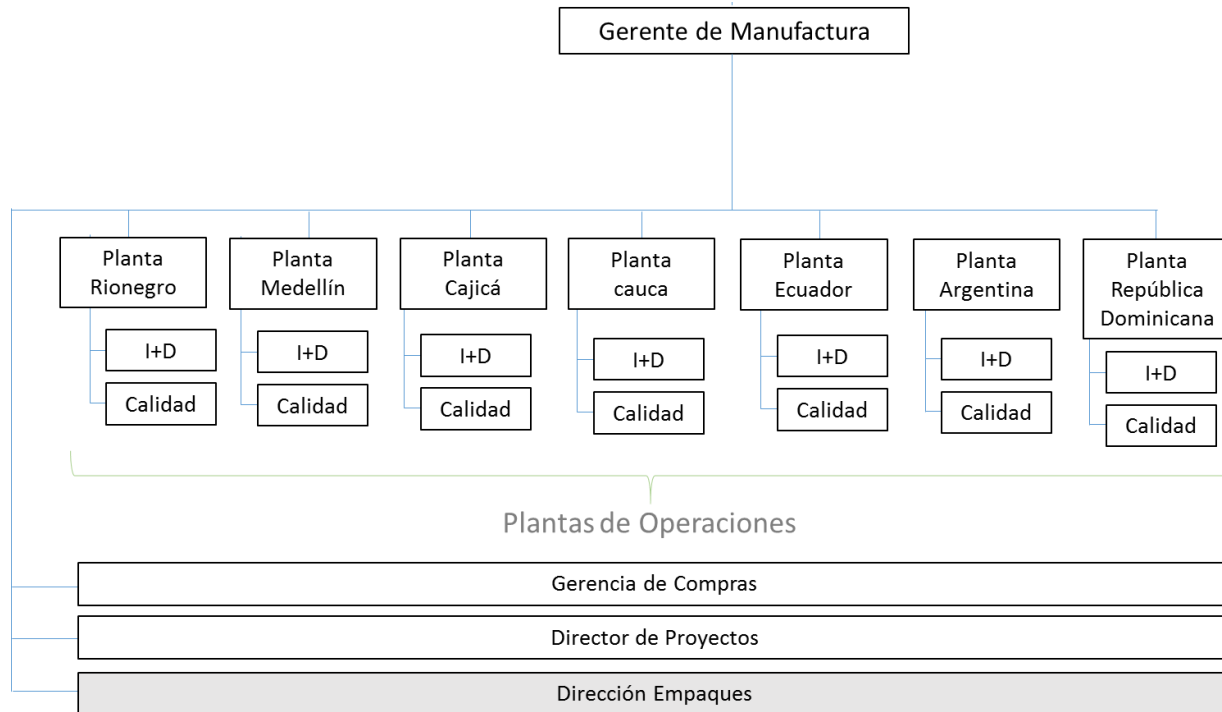 Gerente de Manufactura
Planta
Rionegro
I+D
Calidad
Planta
Medellín
I+D
Calidad
Planta
Cajicá
I+D
Calidad
Planta
cauca
I+D
Calidad
Planta
Ecuador
I+D
Calidad
Planta
Argentina
I+D
Calidad
Planta
República
Dominicana
I+D
Calidad
Plantas de Operaciones
Gerencia de Compras
Director de Proyectos
Dirección Empaques